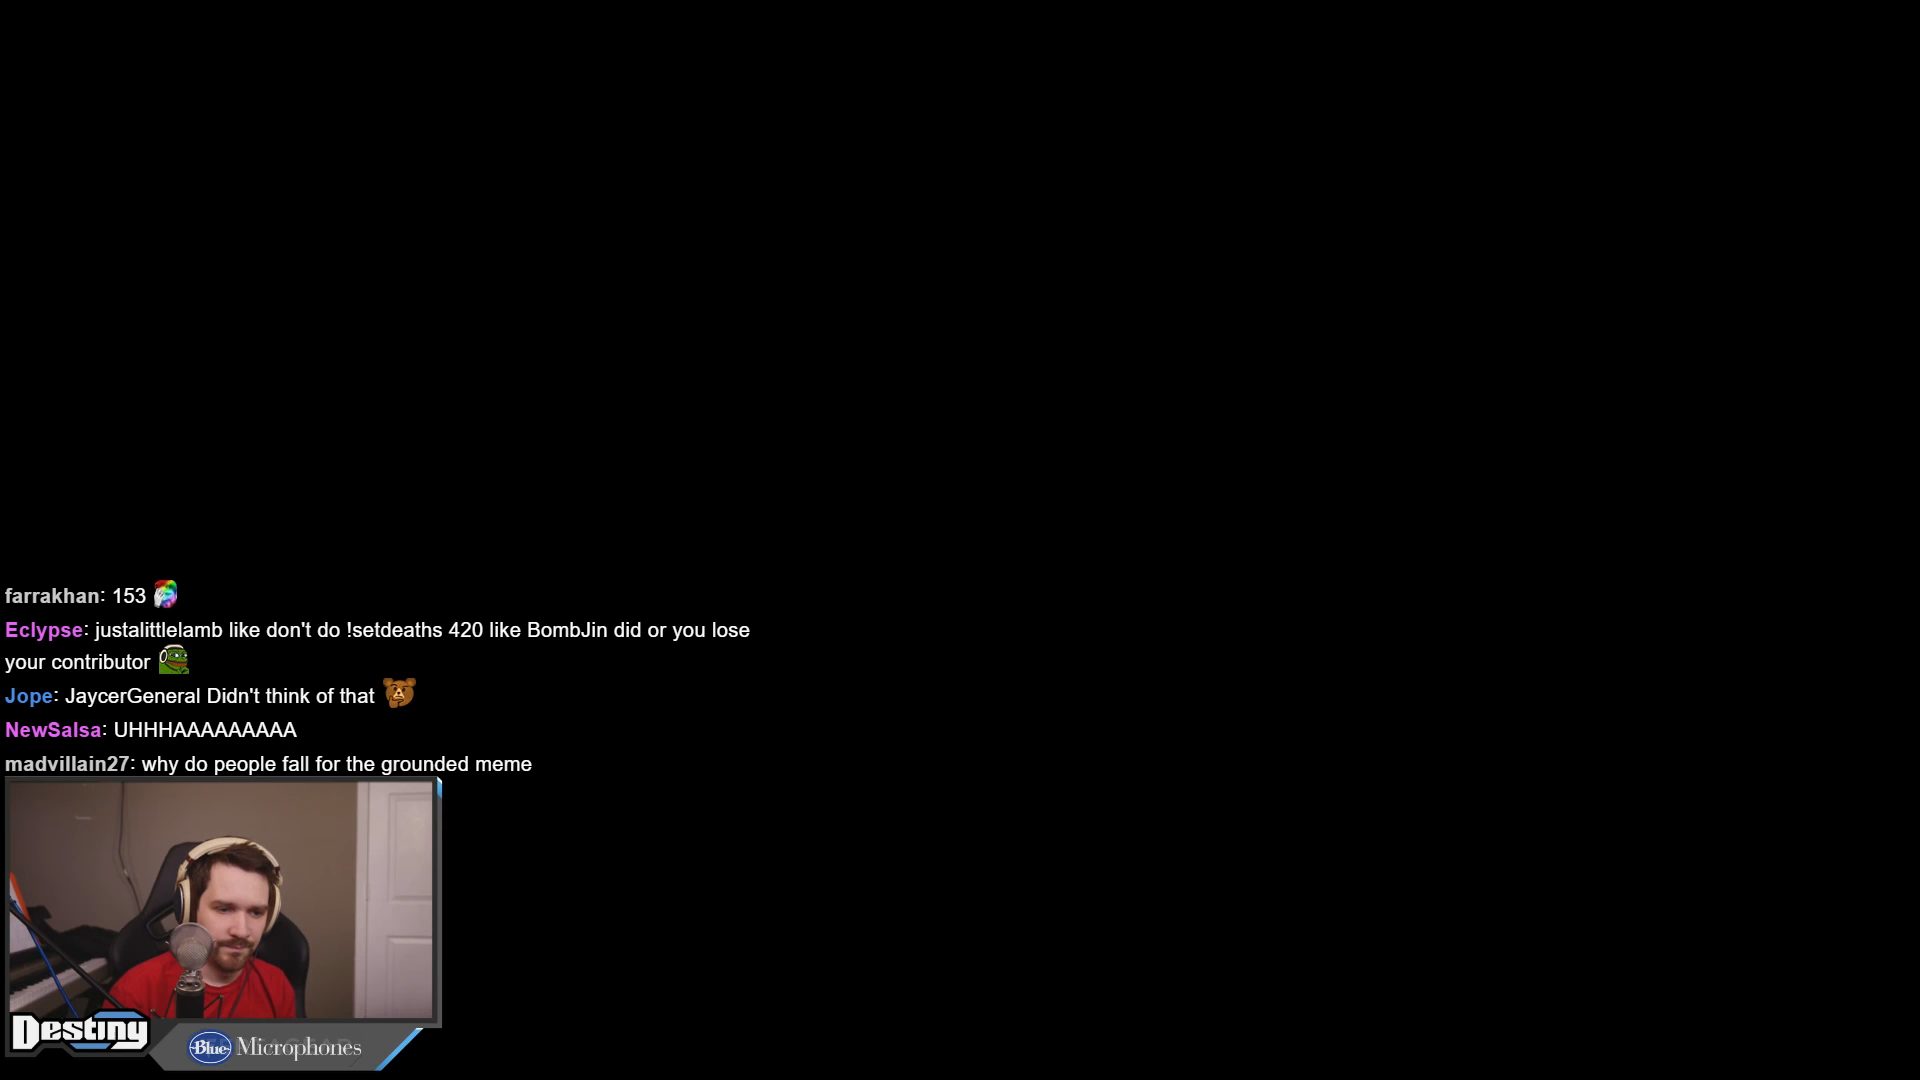 farrakhan: 153
Eclypse: justalittlelamb like don't do !setdeaths 420 like BombJin did or you lose
your contributor
Jope: JaycerGeneral Didn't think of that
NewSalsa: UHHHAAAAAAAAA
madvillain27: why do people fall for the grounded meme
Destiny
Blue Microphones